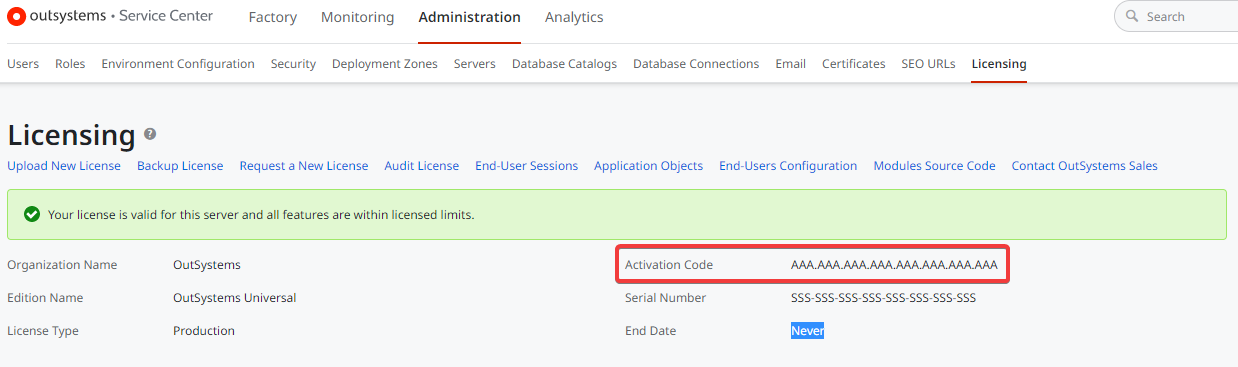 outsystems • Service Center Factory Monitoring Administration Analytics Search
Users Roles Environment Configuration Security Deployment Zones Servers Database Catalogs Database Connections Email Certificates SEO URLs Licensing
Licensing ?
Upload New License Backup License Request a New License Audit License End-User Sessions Application Objects End-Users Configuration Modules Source Code Contact OutSystems Sales
Your license is valid for this server and all features are within licensed limits.
Organization Name OutSystems Activation Code AAA.AAA.AAA.AAA.AAA.AAA.AAA.AAA
Edition Name OutSystems Universal Serial Number SSS-SSS-SSS-SSS-SSS-SSS-SSS-SSS
License Type Production End Date Never